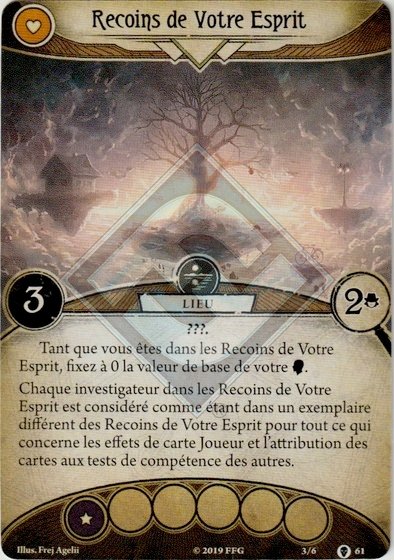 Recoins de Votre Esprit
3
LIEU
2
???.
Tant que vous êtes dans les Recoins de Votre
Esprit, fixez à 0 la valeur de base de votre
Chaque investigateur dans les Recoins de Votre
Esprit est considéré comme étant dans un exemplaire
différent des Recoins de Votre Esprit pour tout ce qui
concerne les effets de carte Joueur et l'attribution des
cartes aux tests de compétence des autres.
Illus. Frej Agelii
© 2019 FFG
3/6
61